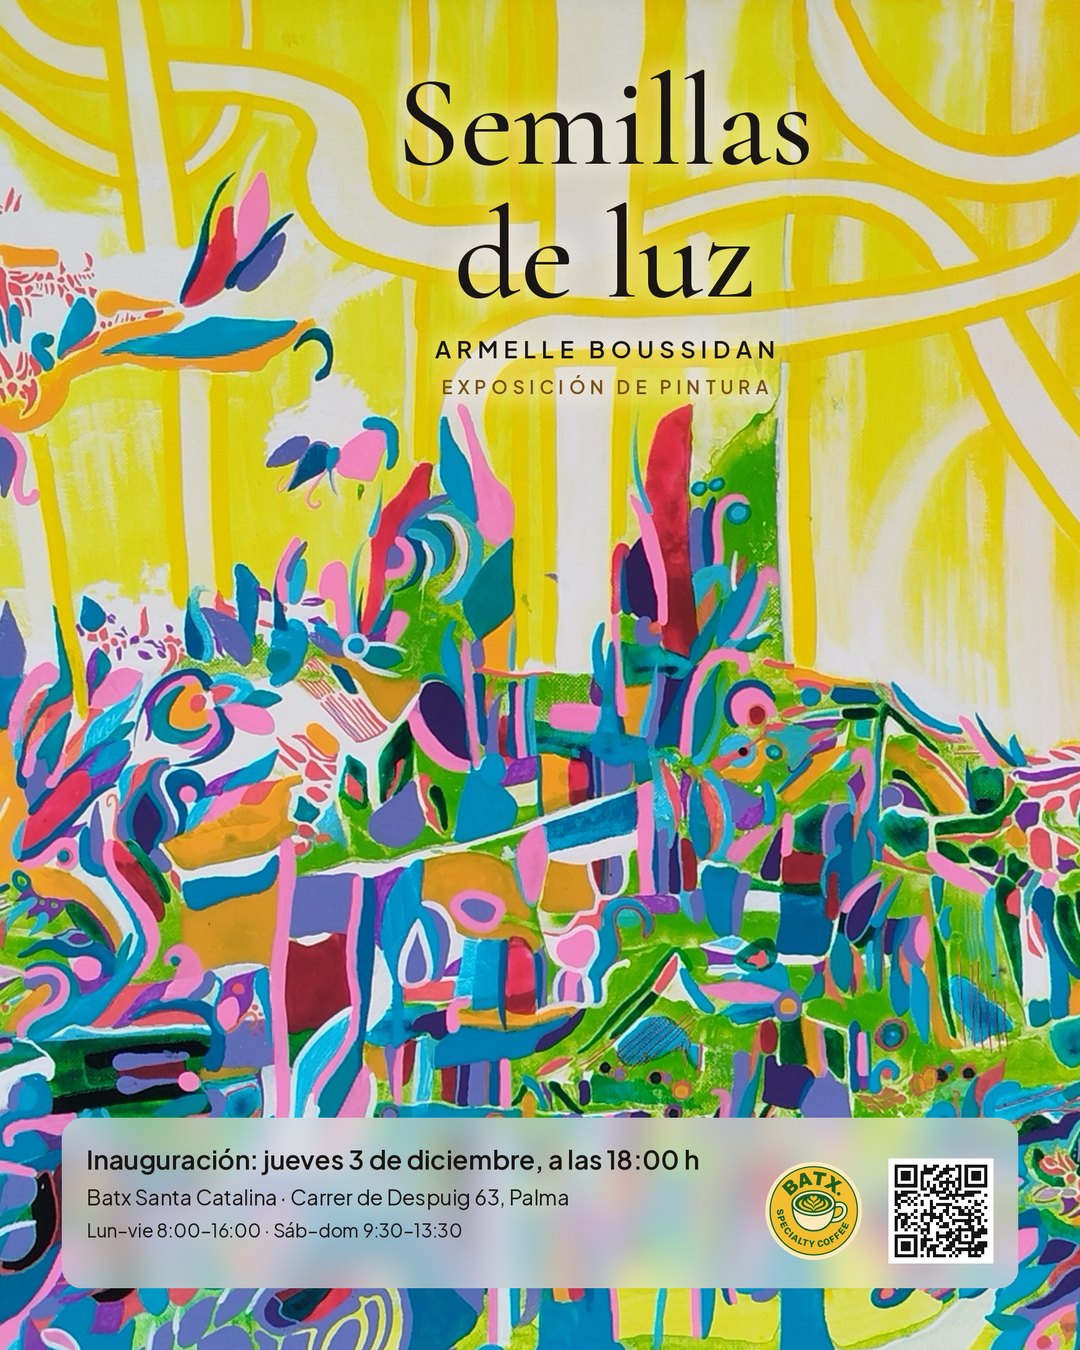 Semillas
de luz
ARMELLE BOUSSIDAN
EXPOSICIÓN DE PINTURA
Inauguración: jueves 3 de diciembre, a las 18:00 h
Batx Santa Catalina · Carrer de Despuig 63, Palma
Lun–vie 8:00–16:00 · Sáb–dom 9:30–13:30
BATX.
SPECIALTY COFFEE